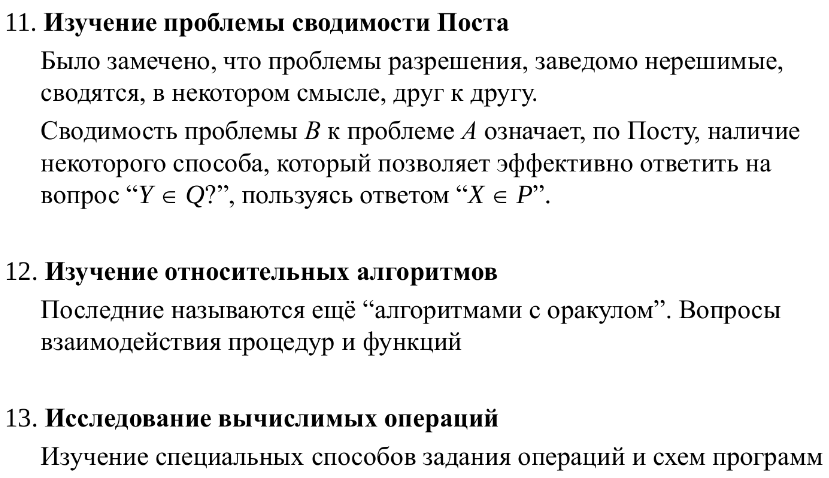 11. Изучение проблемы сводимости Поста
Было замечено, что проблемы разрешения, заведомо нерешимые,
сводятся, в некотором смысле, друг к другу.
Сводимость проблемы B к проблеме A означает, по Посту, наличие
некоторого способа, который позволяет эффективно ответить на
вопрос “Y ∈ Q?”, пользуясь ответом “X ∈ P”.
12. Изучение относительных алгоритмов
Последние называются ещё “алгоритмами с оракулом”. Вопросы
взаимодействия процедур и функций
13. Исследование вычислимых операций
Изучение специальных способов задания операций и схем программ